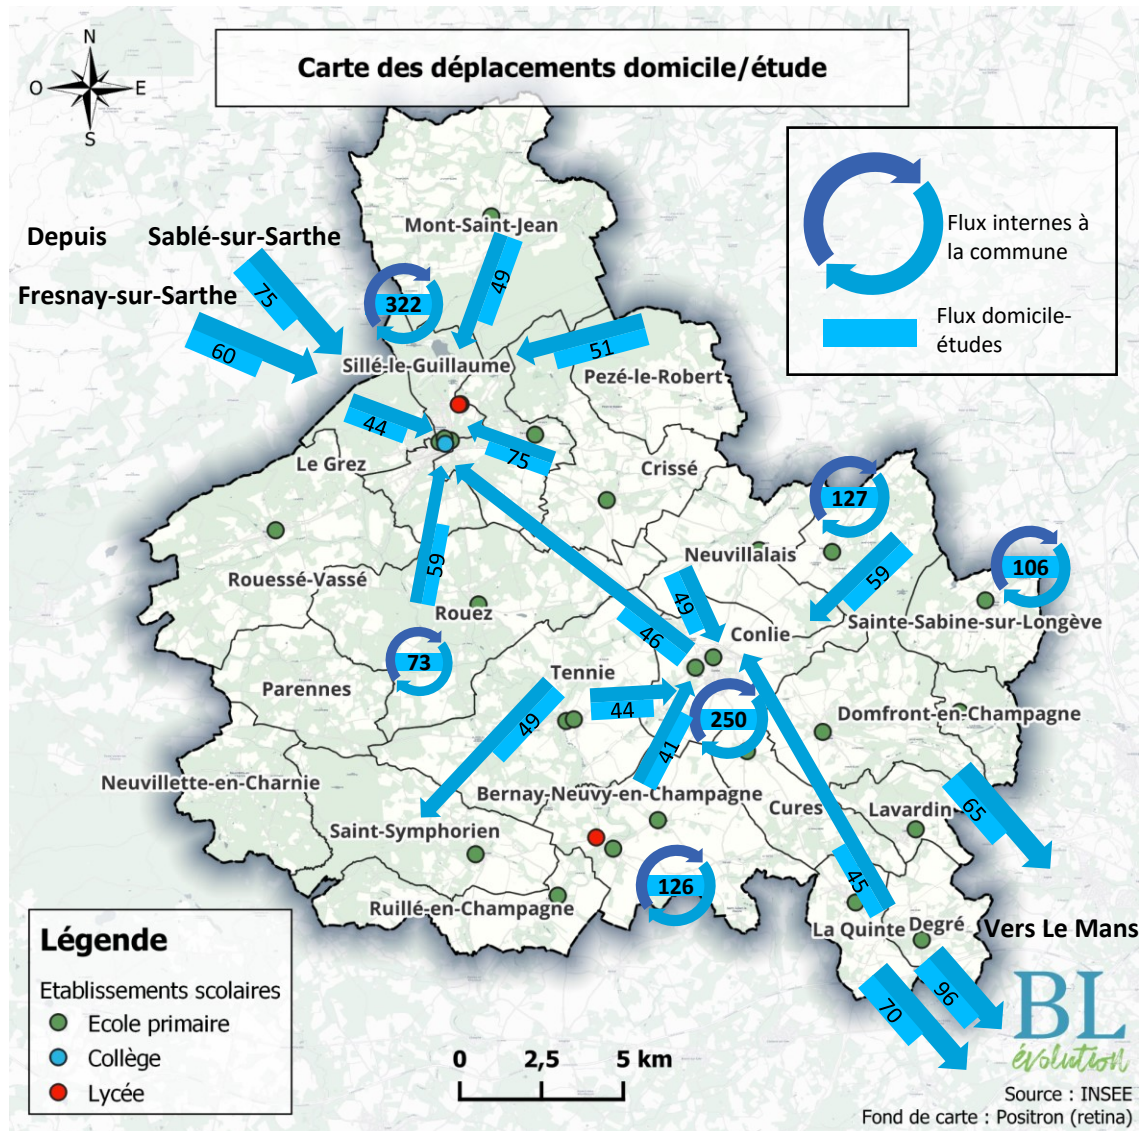 Carte des déplacements domicile/étude
N
O
E
S
Flux internes à
la commune
Flux domicile-
études
Depuis
Sablé-sur-Sarthe
Fresnay-sur-Sarthe
75
60
Mont-Saint-Jean
49
322
51
Sillé-le-Guillaume
Pezé-le-Robert
44
75
Le Grez
Crissé
127
Neuvillalais
59
106
Rouessé-Vassé
59
Rouez
49
Sainte-Sabine-sur-Longève
46
Conlie
73
Tennie
Parennes
44
250
Domfront-en-Champagne
49
41
Neuvillette-en-Charnie
Bernay-Neuvy-en-Champagne
Cures
Lavardin
65
Saint-Symphorien
126
45
Ruillé-en-Champagne
La Quinte
Degré
Vers Le Mans
70
96
Légende
Etablissements scolaires
Ecole primaire
Collège
Lycée
0 2,5 5 km
BL
évolution
Source : INSEE
Fond de carte : Positron (retina)